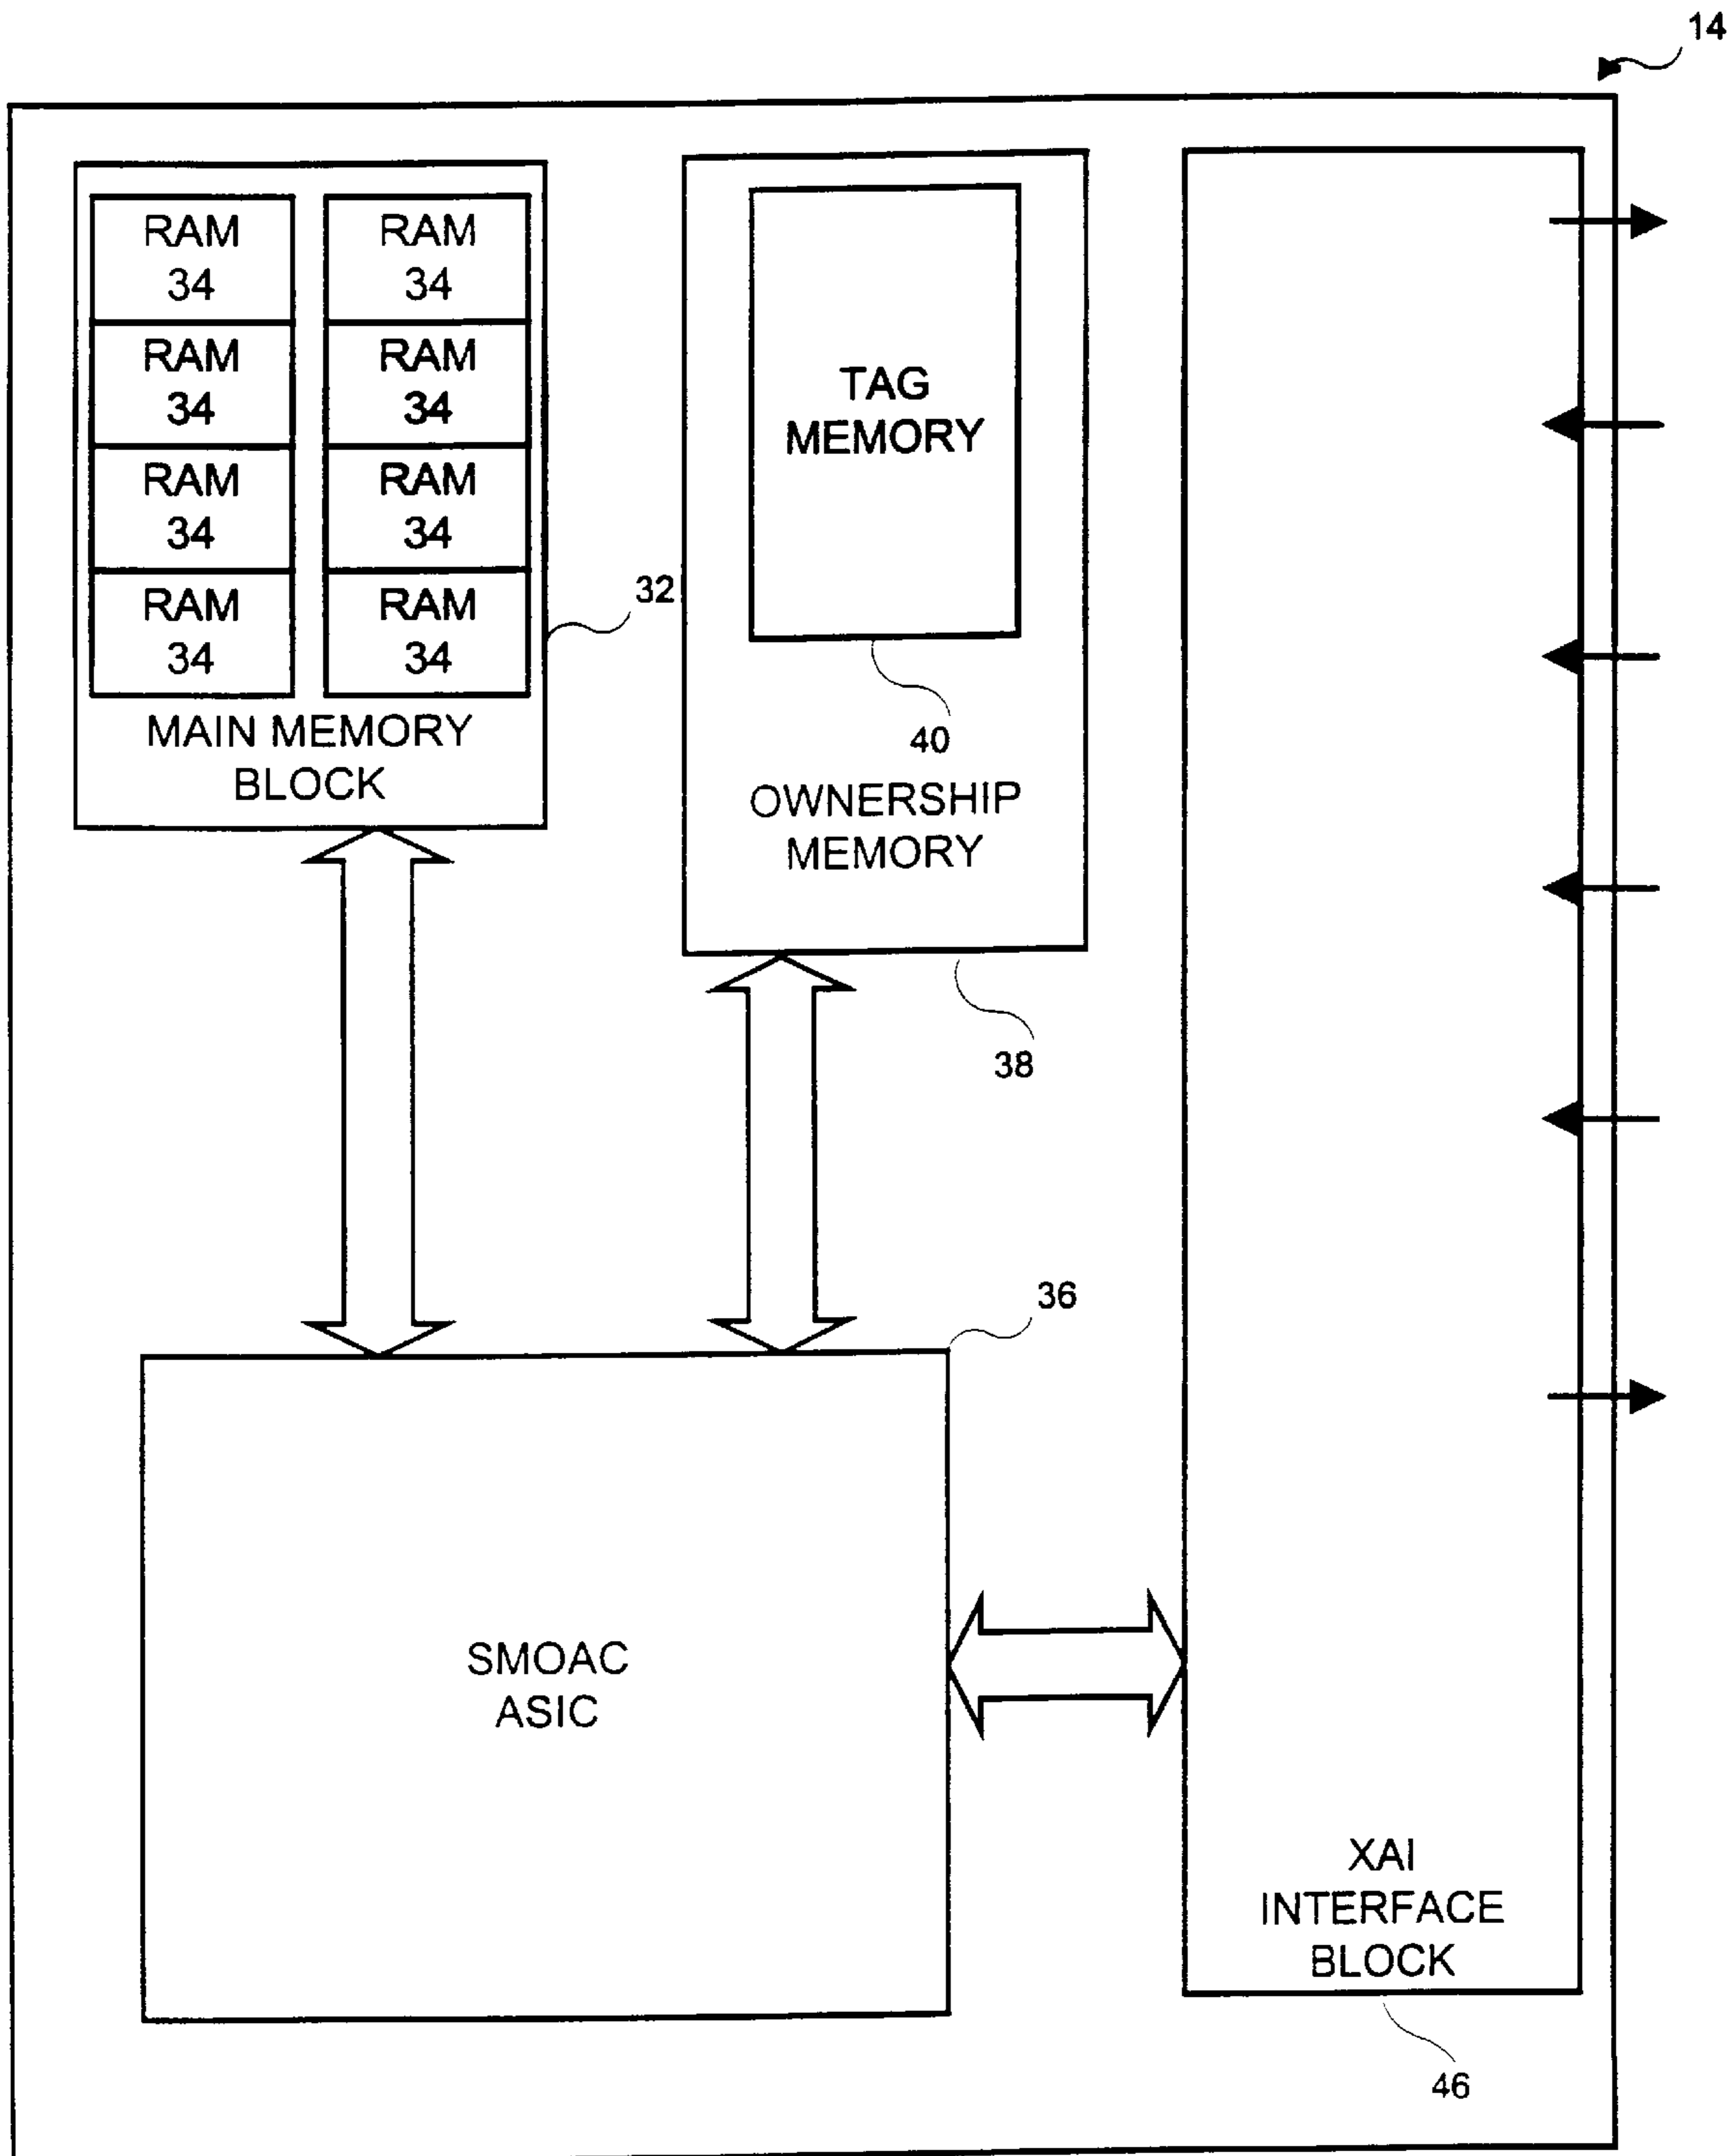 14
RAM
34
RAM
34
RAM
34
RAM
34
RAM
34
RAM
34
RAM
34
RAM
34
MAIN MEMORY
BLOCK
32
TAG
MEMORY
40
OWNERSHIP
MEMORY
38
36
SMOAC
ASIC
XAI
INTERFACE
BLOCK
46